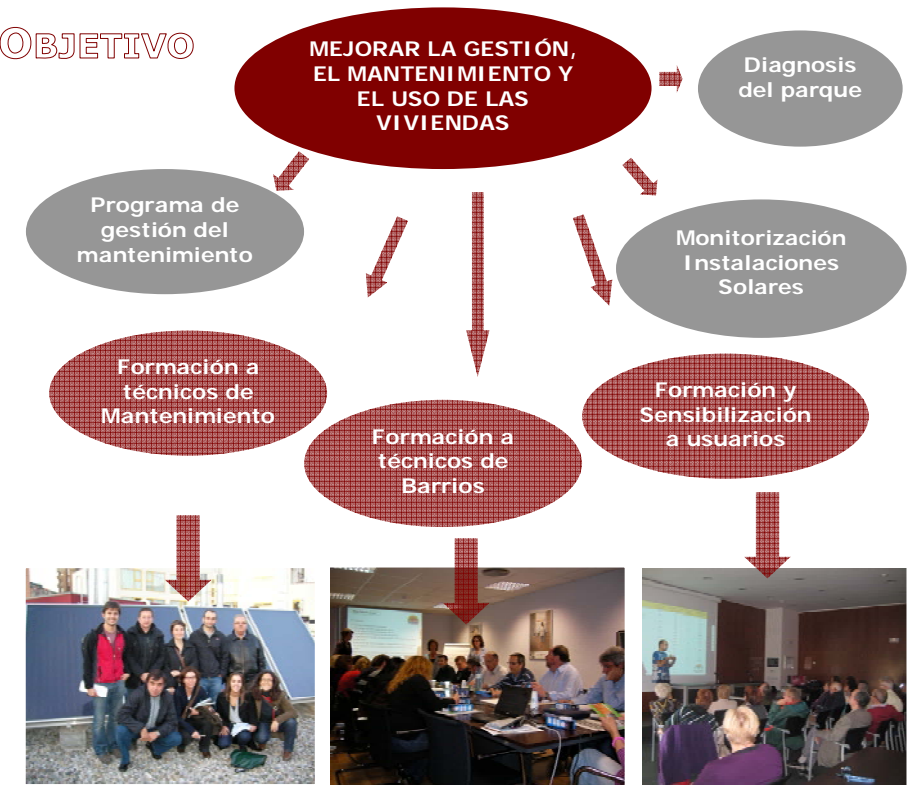 OBJETIVO
MEJORAR LA GESTIÓN,
EL MANTENIMIENTO Y
EL USO DE LAS
VIVIENDAS
Diagnosis
del parque
Programa de
gestión del
mantenimiento
Monitorización
Instalaciones
Solares
Formación a
técnicos de
Mantenimiento
Formación a
técnicos de
Barrios
Formación y
Sensibilización
a usuarios